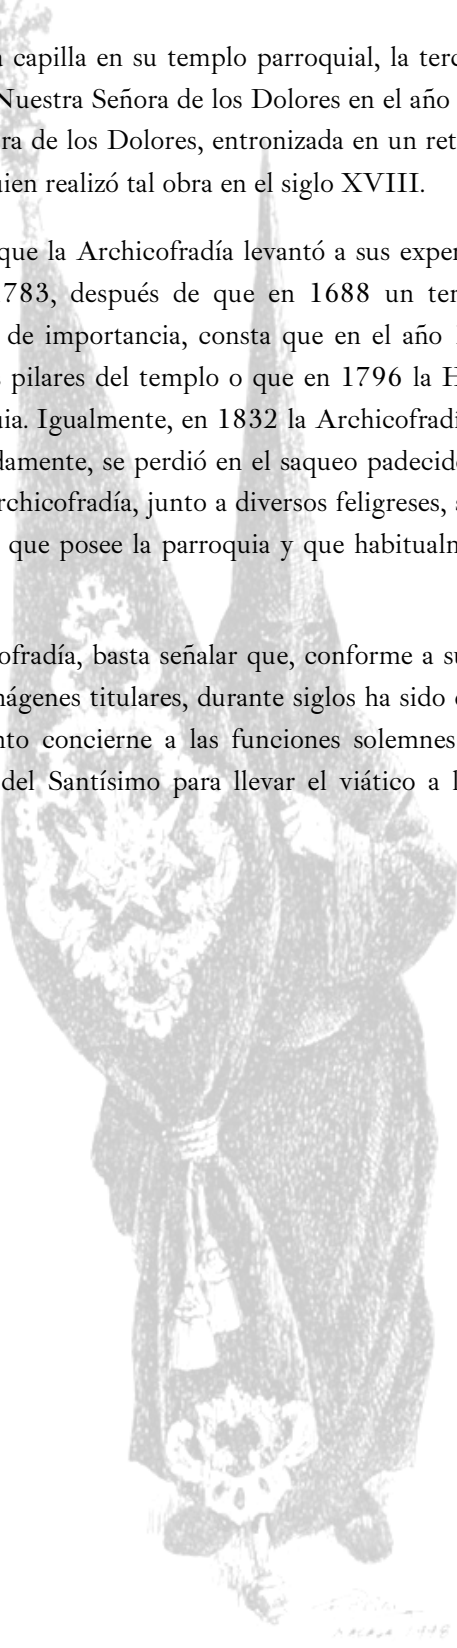 capilla en su templo parroquial, la terc
Nuestra Señora de los Dolores en el año
ra de los Dolores, entronizada en un ret
ien realizó tal obra en el siglo XVIII.
que la Archicofradía levantó a sus exper
1783, después de que en 1688 un ter
de importancia, consta que en el año
pilares del templo o que en 1796 la H
uia. Igualmente, en 1832 la Archicofradí
damente, se perdió en el saqueo padecid
rchicofradía, junto a diversos feligreses,
que posee la parroquia y que habitualm
ofradía, basta señalar que, conforme a su
mágenes titulares, durante siglos ha sido
nto concierne a las funciones solemnes
del Santísimo para llevar el viático a l